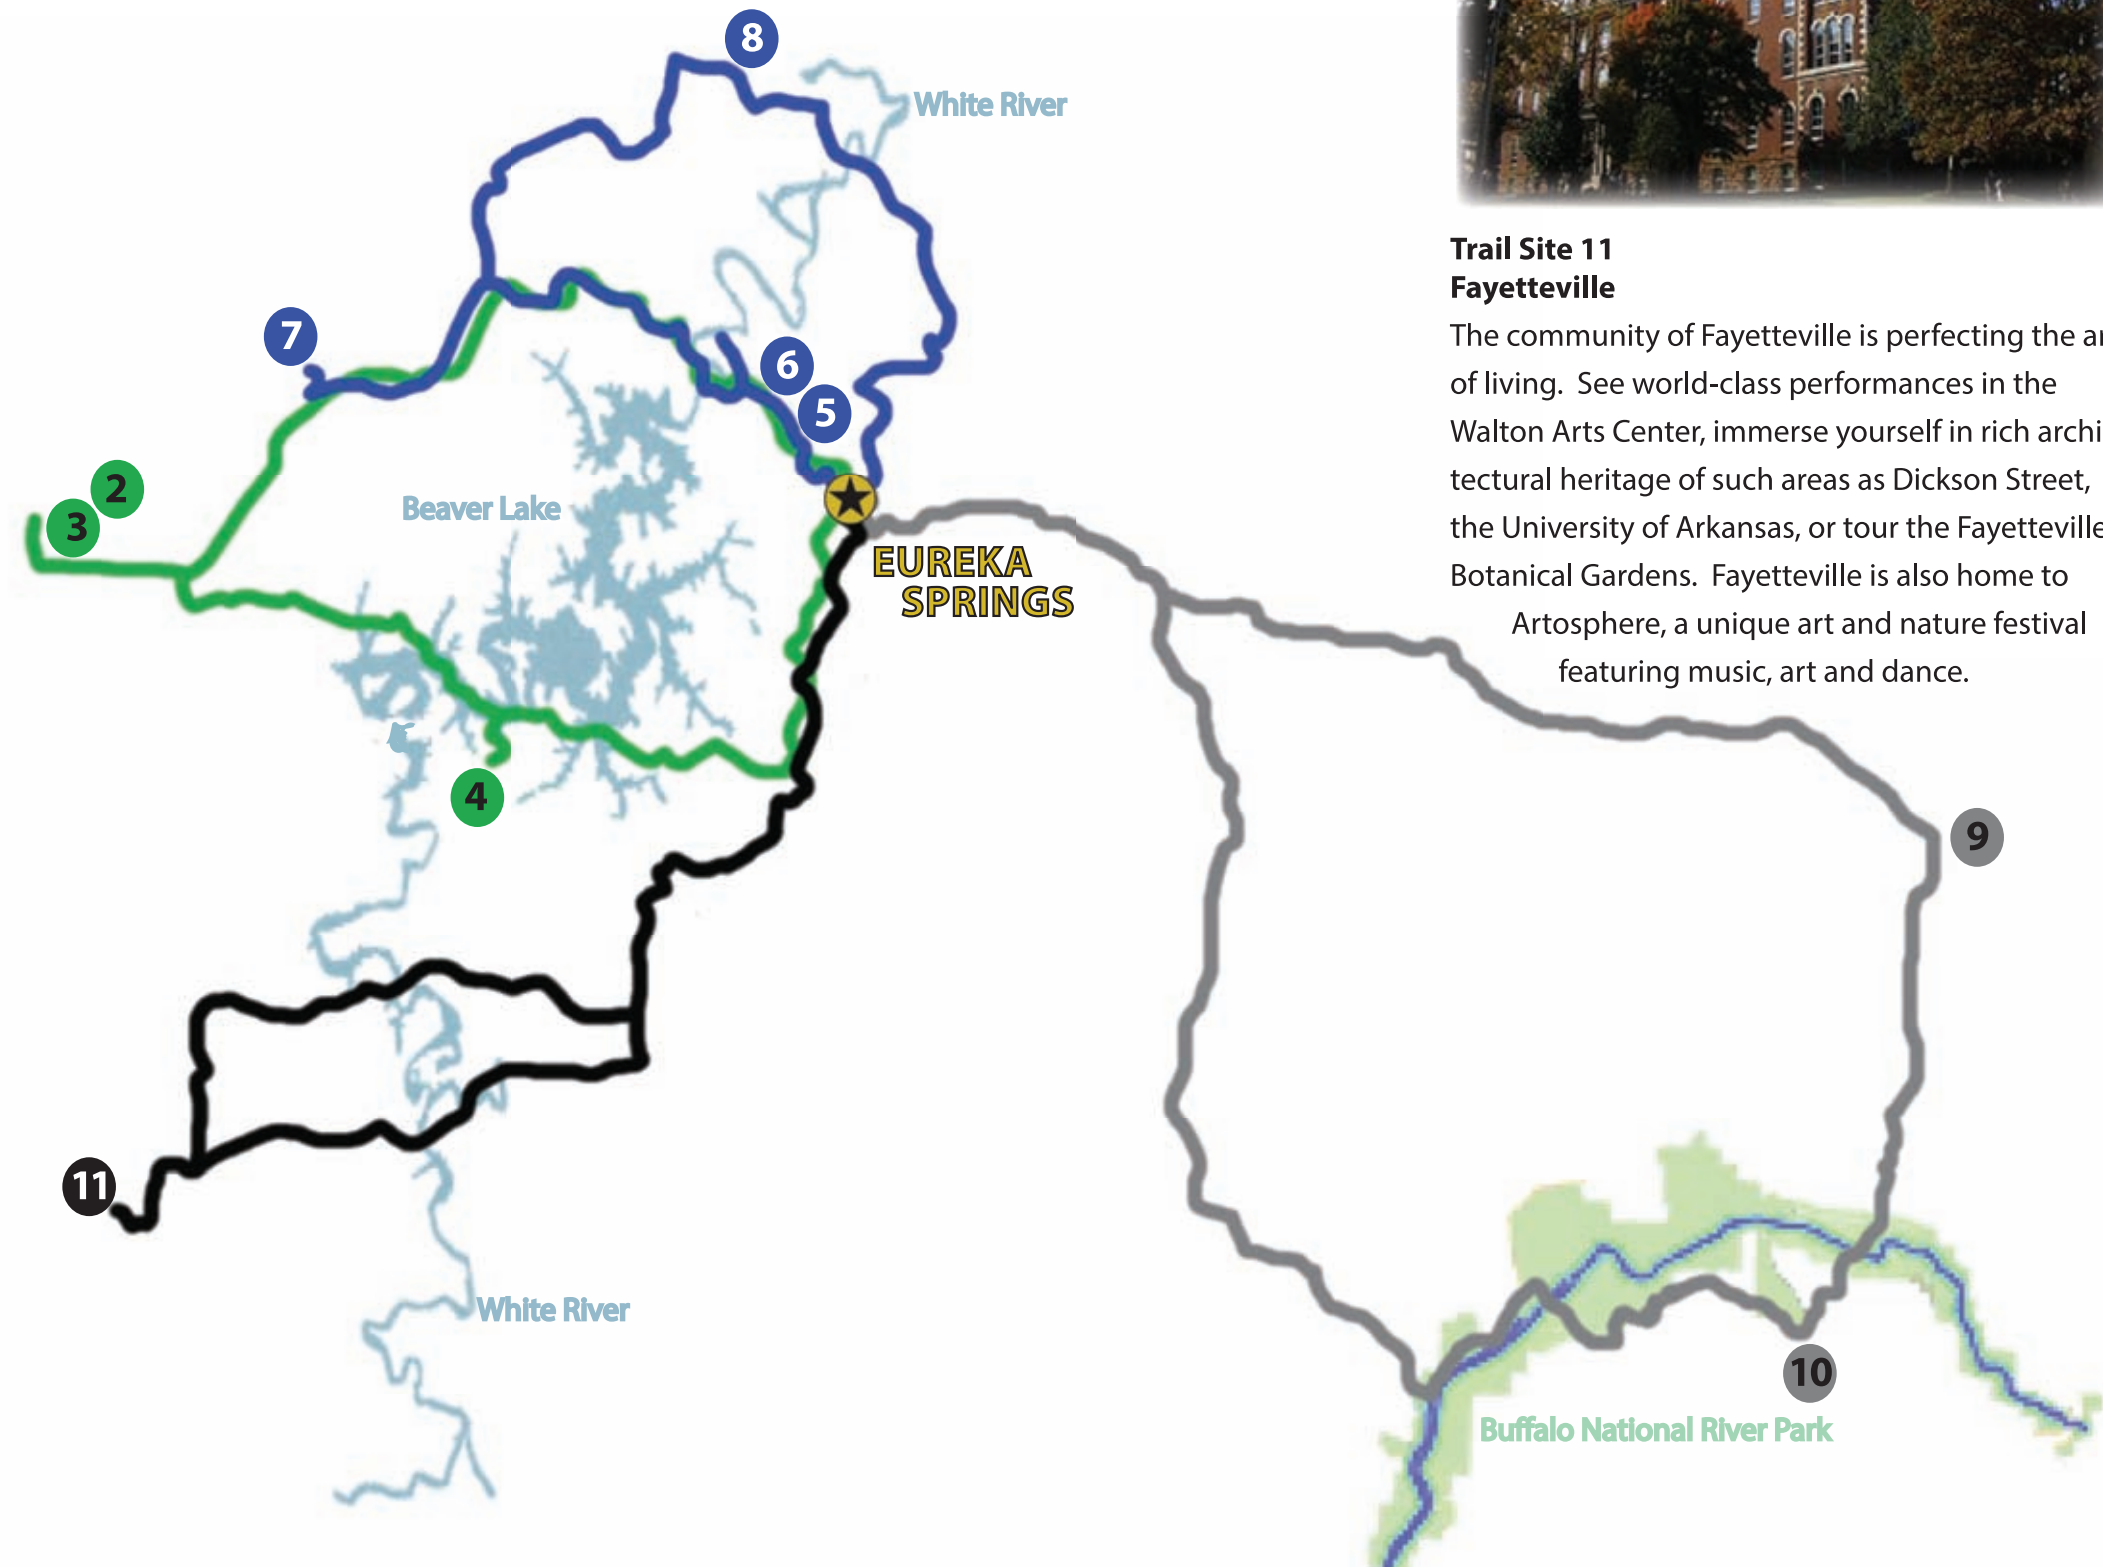 8
White River
7
6
5
2
3
Beaver Lake
EUREKA
SPRINGS
4
9
11
White River
10
Buffalo National River Park
Trail Site 11
Fayetteville
The community of Fayetteville is perfecting the
of living. See world-class performances in the
Walton Arts Center, immerse yourself in rich archi
tectural heritage of such areas as Dickson Street,
the University of Arkansas, or tour the Fayetteville
Botanical Gardens. Fayetteville is also home to
Artosphere, a unique art and nature festival
featuring music, art and dance.